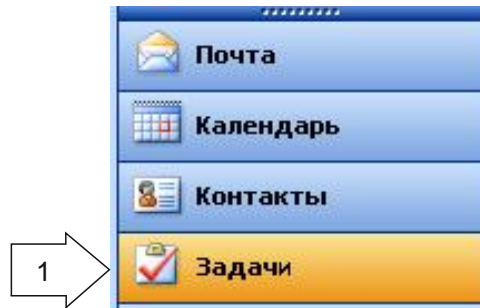 Почта
Календарь
Контакты
1
Задачи